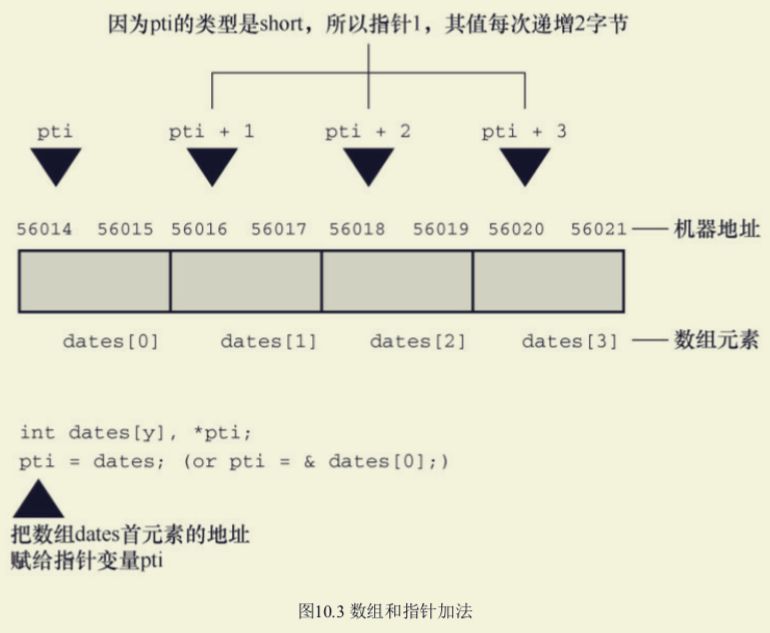 因为pti的类型是short，所以指针1，其值每次递增2字节
pti pti + 1 pti + 2 pti + 3
56014 56015 56016 56017 56018 56019 56020 56021 机器地址
dates[0] dates[1] dates[2] dates[3] 数组元素
int dates[y], *pti;
pti = dates; (or pti = & dates[0];)
把数组dates首元素的地址
赋给指针变量pti
图10.3 数组和指针加法